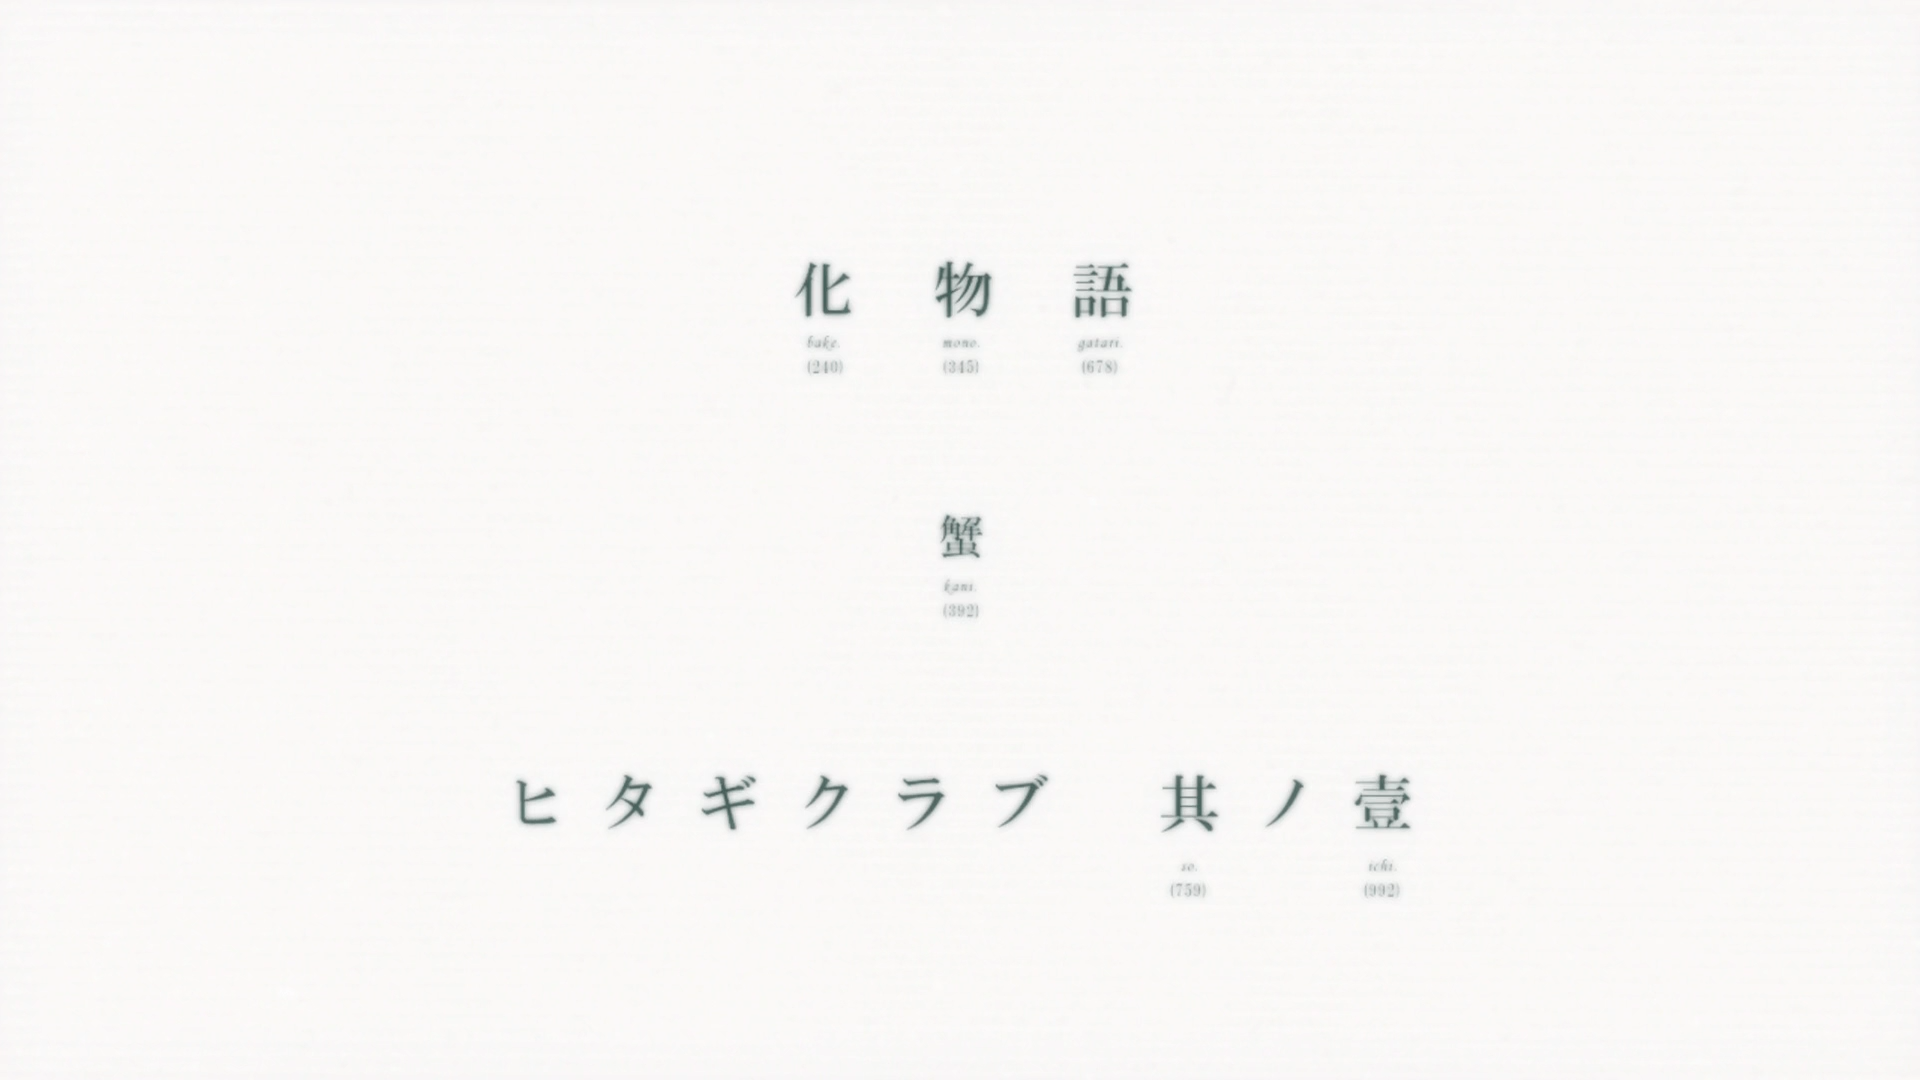 化 物 語
bake. mono. gatari.
(240) (345) (678)
蟹
kani.
(392)
ヒタギクラブ 其ノ壹
so. ichi.
(759) (992)